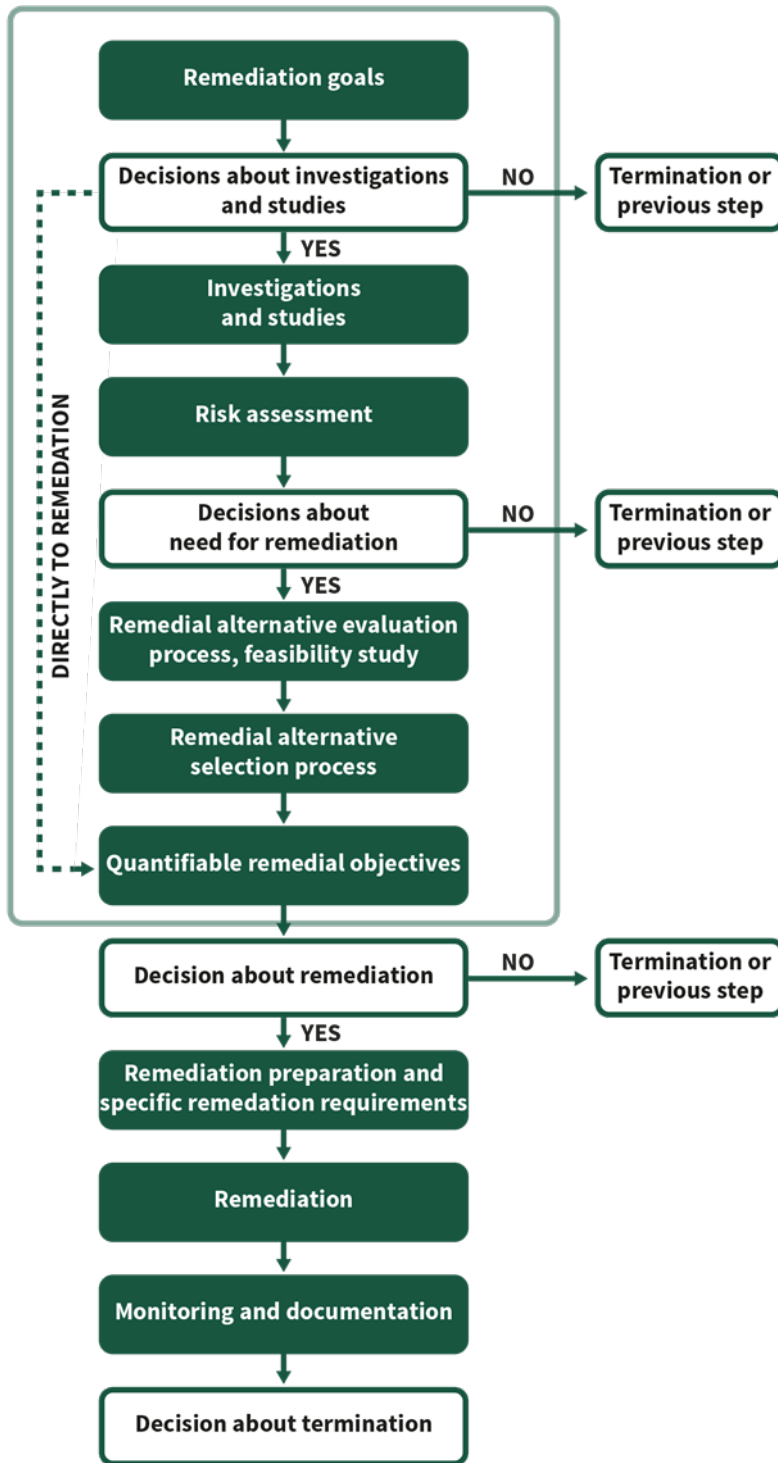 Remediation goals
Decisions about investigations
and studies
NO
Termination or
previous step
YES
Investigations
and studies
Risk assessment
DIRECTLY TO REMEDATION
Decisions about
need for remediation
NO
Termination or
previous step
YES
Remedial alternative evaluation
process, feasibility study
Remedial alternative
selection process
Quantifiable remedial objectives
Decision about remediation
NO
Termination or
previous step
YES
Remediation preparation and
specific remedation requirements
Remediation
Monitoring and documentation
Decision about termination